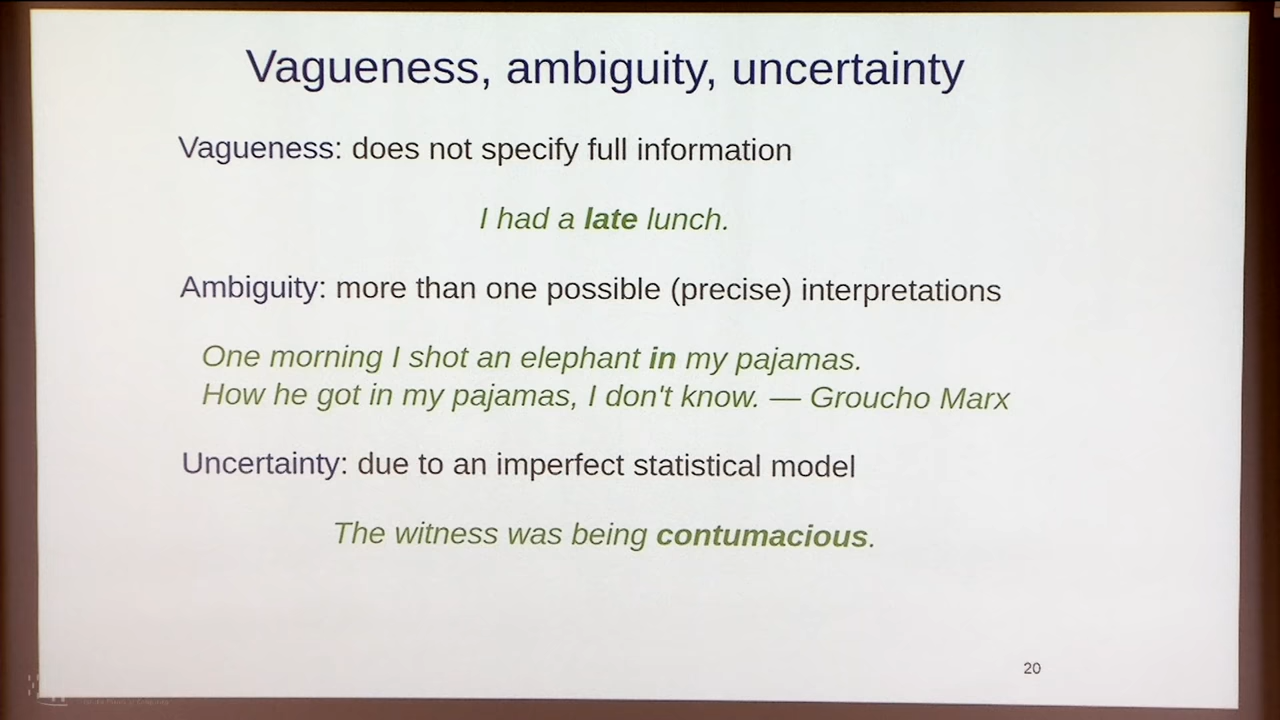 Vagueness, ambiguity, uncertainty
Vagueness: does not specify full information
I had a late lunch.
Ambiguity: more than one possible (precise) interpretations
One morning I shot an elephant in my pajamas.
How he got in my pajamas, I don't know. — Groucho Marx
Uncertainty: due to an imperfect statistical model
The witness was being contumacious.
20